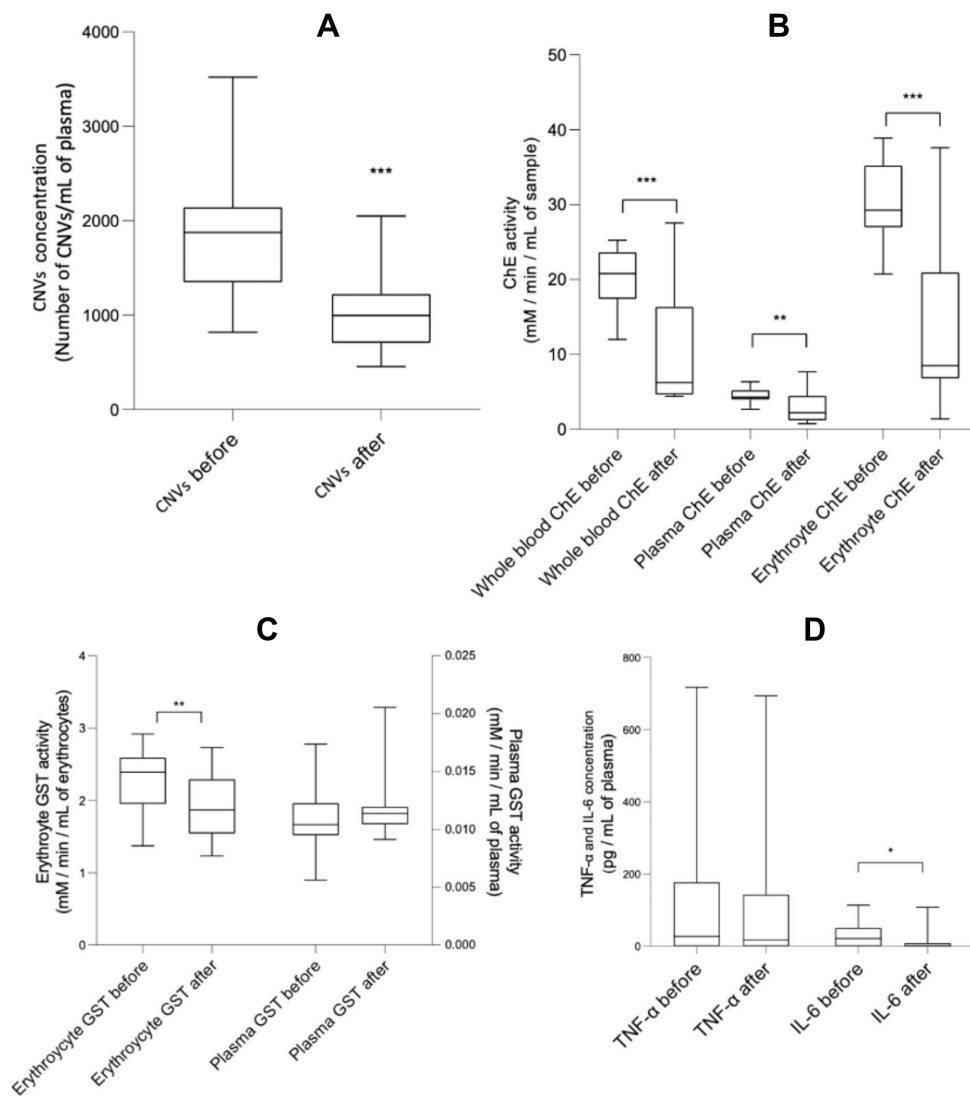 A
4000
3000
2000
1000
0
CNVs concentration
(Number of CNVs/mL of plasma)
***
CNVs before
CNVs after
B
50
40
30
20
10
0
ChE activity
(mM / min / mL of sample)
***
**
***
Whole blood ChE before
Whole blood ChE after
Plasma ChE before
Plasma ChE after
Erythroyte ChE before
Erythroyte ChE after
C
4
3
2
1
0
Erythroyte GST activity
(mM / min / mL of erythrocytes)
**
0.025
0.020
0.015
0.010
0.005
0.000
Plasma GST activity
(mM / min / mL of plasma)
Erythroycyte GST before
Erythroycyte GST after
Plasma GST before
Plasma GST after
D
800
600
400
200
0
TNF-α and IL-6 concentration
(pg / mL of plasma)
*
TNF-α before
TNF-α after
IL-6 before
IL-6 after